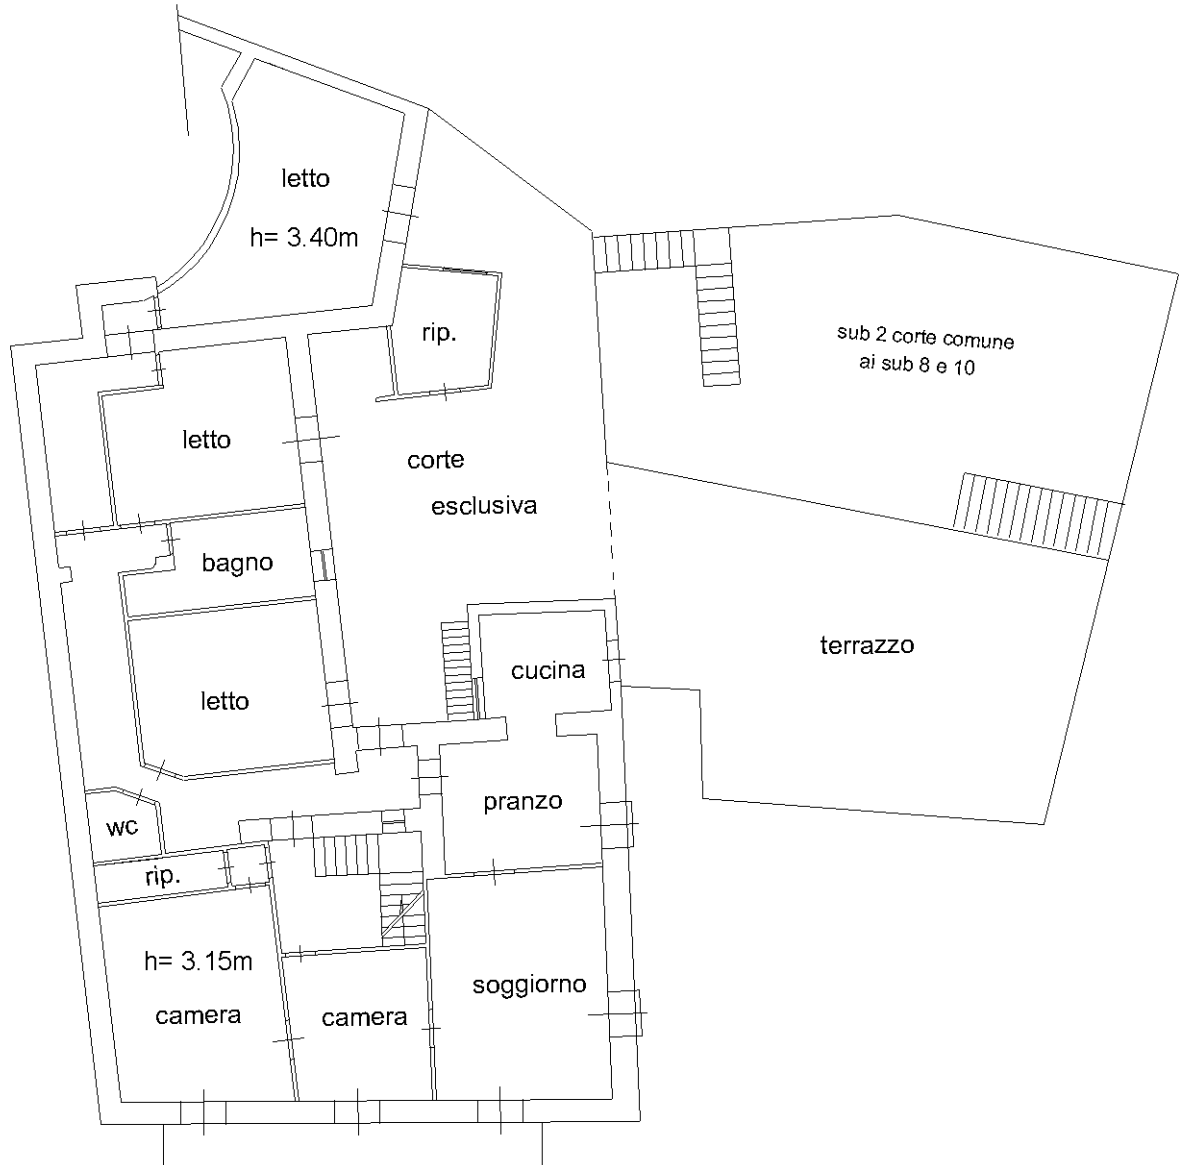 letto
h= 3.40m
rip.
sub 2 corte comune
ai sub 8 e 10
letto
corte
esclusiva
bagno
terrazzo
cucina
letto
pranzo
wc
rip.
h= 3.15m
soggiorno
camera
camera